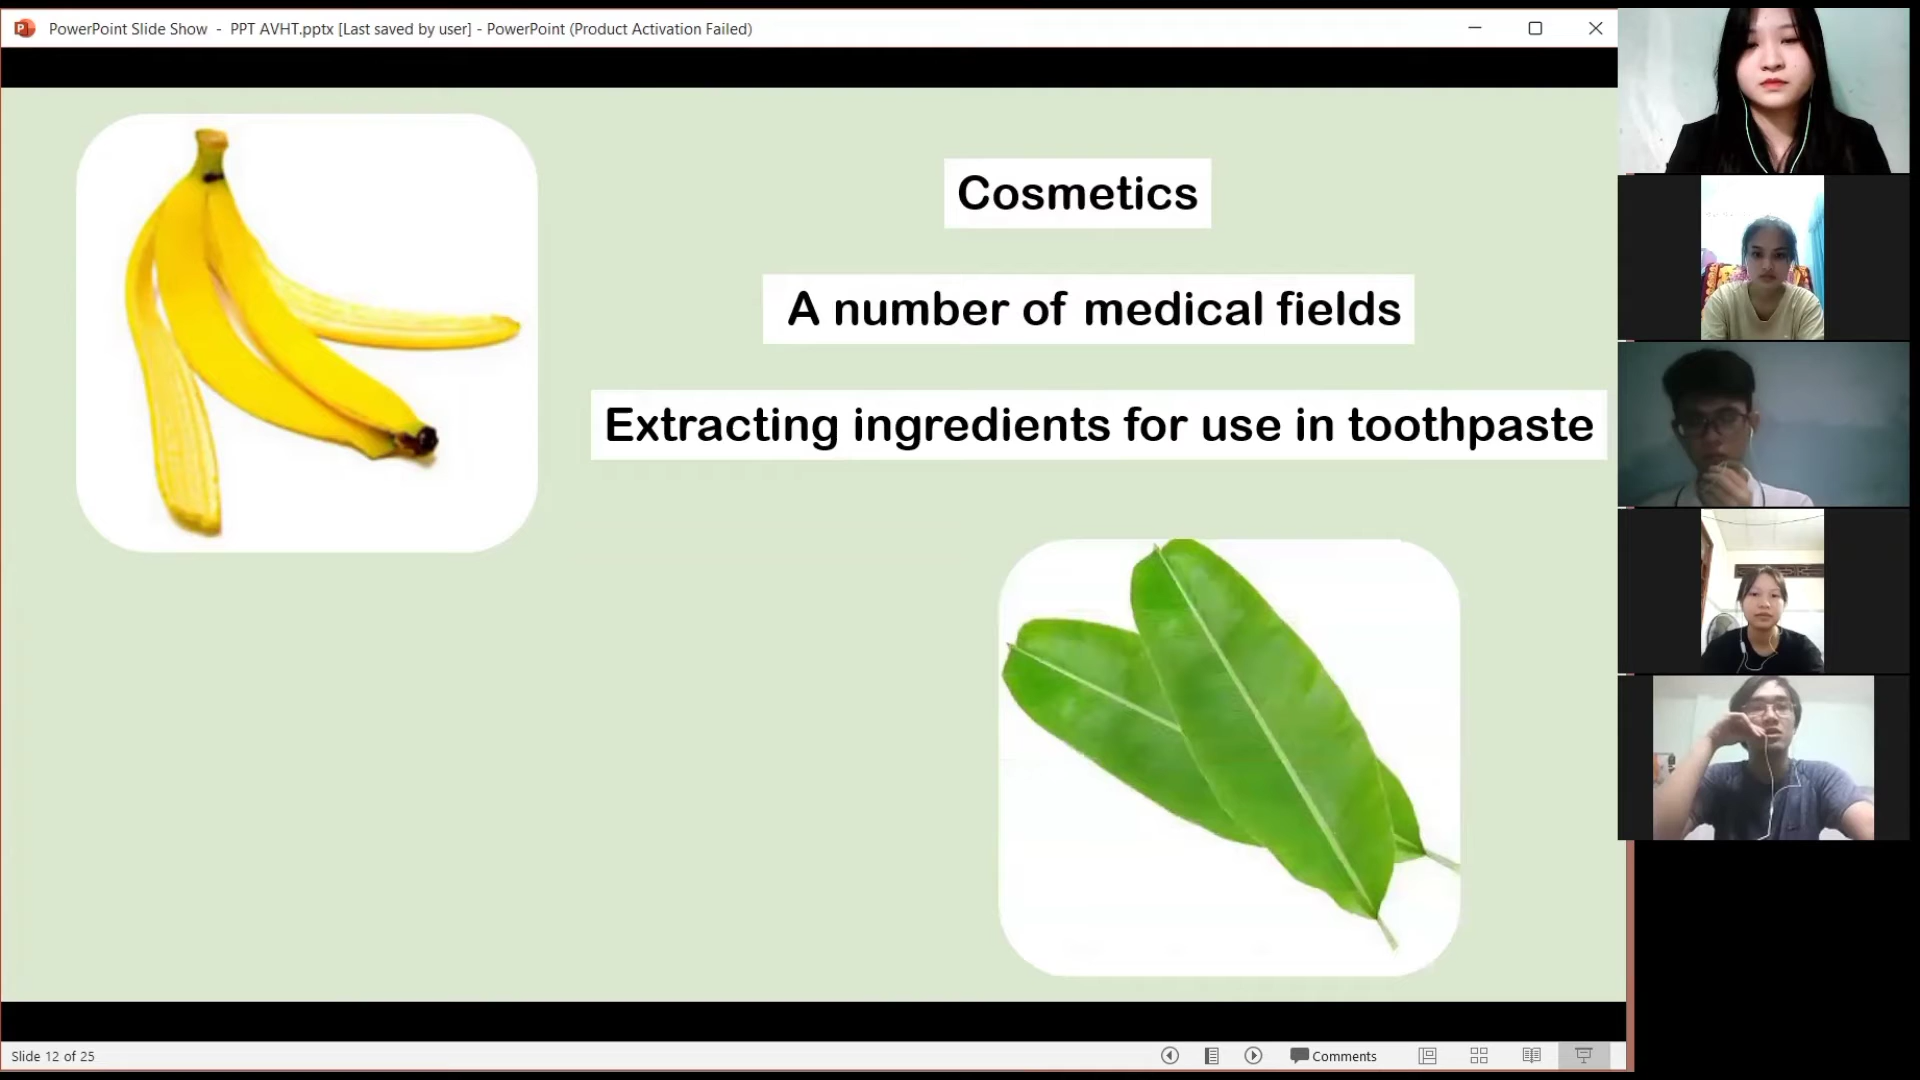 PowerPoint Slide Show - PPT AVHT.pptx [Last saved by user] - PowerPoint (Product Activation Failed)
Cosmetics
A number of medical fields
Extracting ingredients for use in toothpaste
Slide 12 of 25
Comments